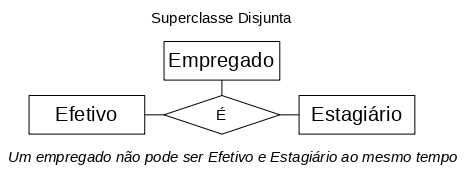 Superclasse Disjunta
Empregado
Efetivo
É
Estagiário
Um empregado não pode ser Efetivo e Estagiário ao mesmo tempo